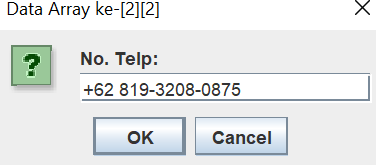 Data Array ke-[2][2]
No. Telp:
+62 819-3208-0875
OK
Cancel